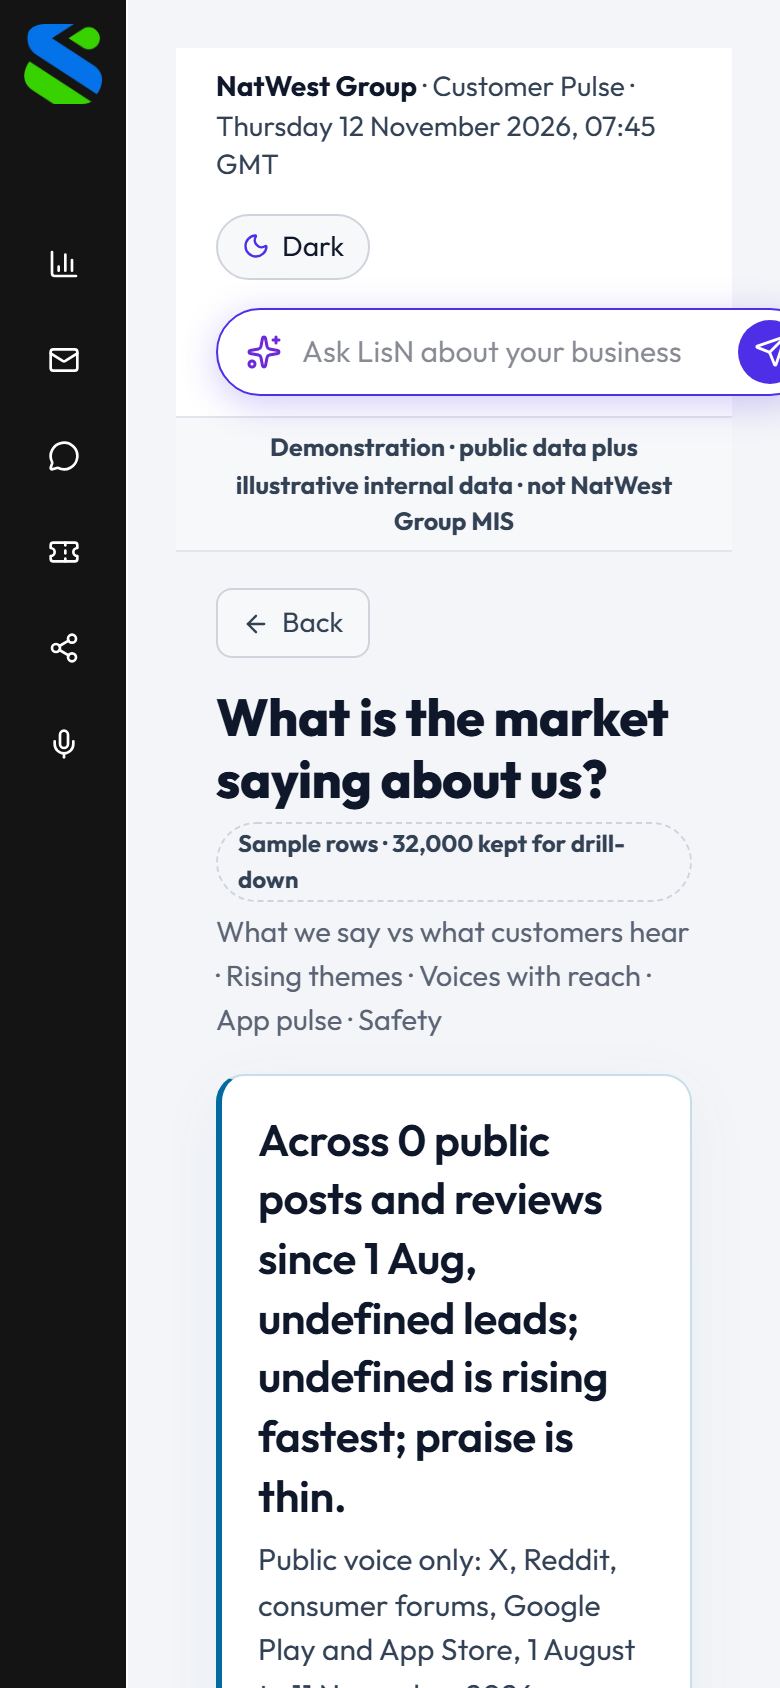 NatWest Group · Customer Pulse ·
Thursday 12 November 2026, 07:45
GMT
Dark
Ask LisN about your business
Demonstration · public data plus
illustrative internal data · not NatWest
Group MIS
Back
What is the market
saying about us?
Sample rows · 32,000 kept for drill-
down
What we say vs what customers hear
· Rising themes · Voices with reach ·
App pulse · Safety
Across 0 public
posts and reviews
since 1 Aug,
undefined leads;
undefined is rising
fastest; praise is
thin.
Public voice only: X, Reddit,
consumer forums, Google
Play and App Store, 1 August